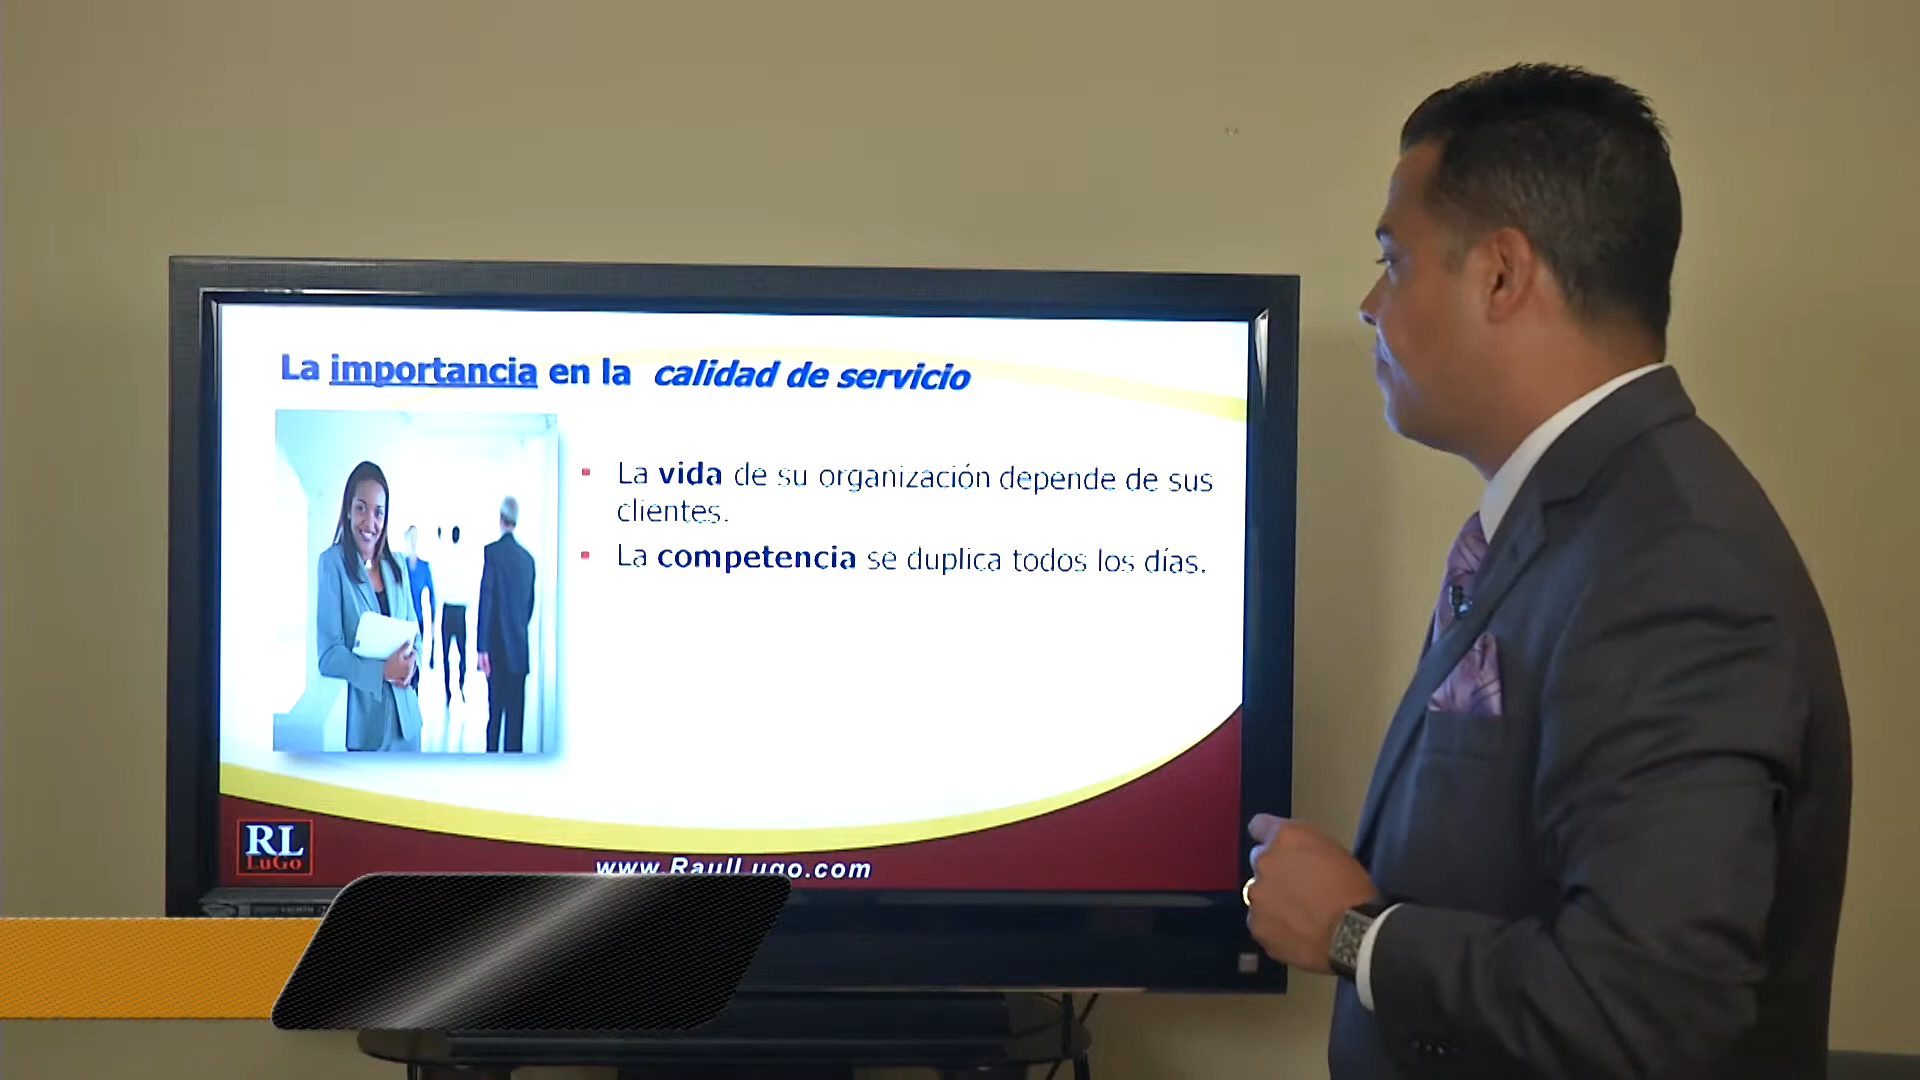 La importancia en la calidad de servicio
▪ La vida de su organización depende de sus
clientes.
▪ La competencia se duplica todos los días.
RL
LuGo
www.RaulLugo.com